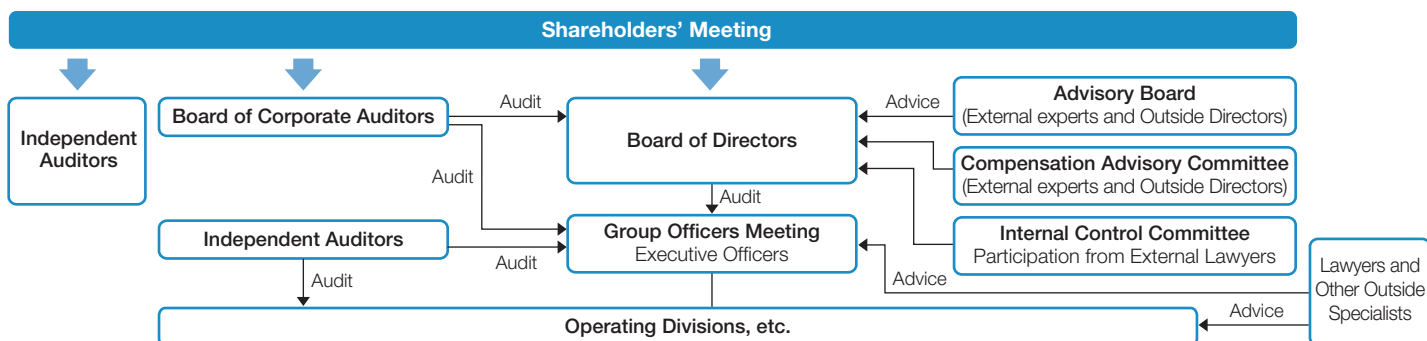 Shareholders' Meeting
Independent
Auditors
Board of Corporate Auditors
Audit
Board of Directors
Advice
Advisory Board
(External experts and Outside Directors)
Compensation Advisory Committee
(External experts and Outside Directors)
Audit
Audit
Independent Auditors
Audit
Group Officers Meeting
Executive Officers
Internal Control Committee
Participation from External Lawyers
Advice
Lawyers and
Other Outside
Specialists
Audit
Operating Divisions, etc.
Advice